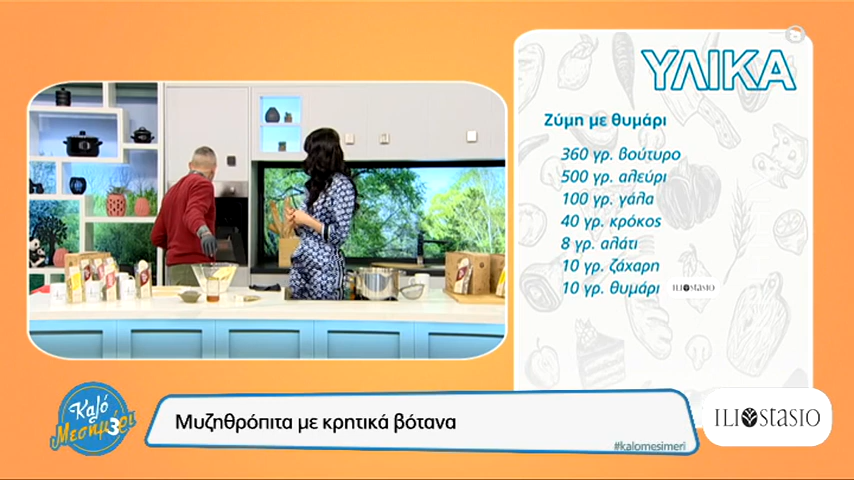 ΥΛΙΚΑ
Ζύμη με θυμάρι
360 γρ. βούτυρο
500 γρ. αλεύρι
100 γρ. γάλα
40 γρ. κρόκος
8 γρ. αλάτι
10 γρ. ζάχαρη
10 γρ. θυμάρι ILIOSTASIO
Καλό
Μεσημέρι
3
Μυζηθρόπιτα με κρητικά βότανα
#kalomesimeri
ILIOSTASIO